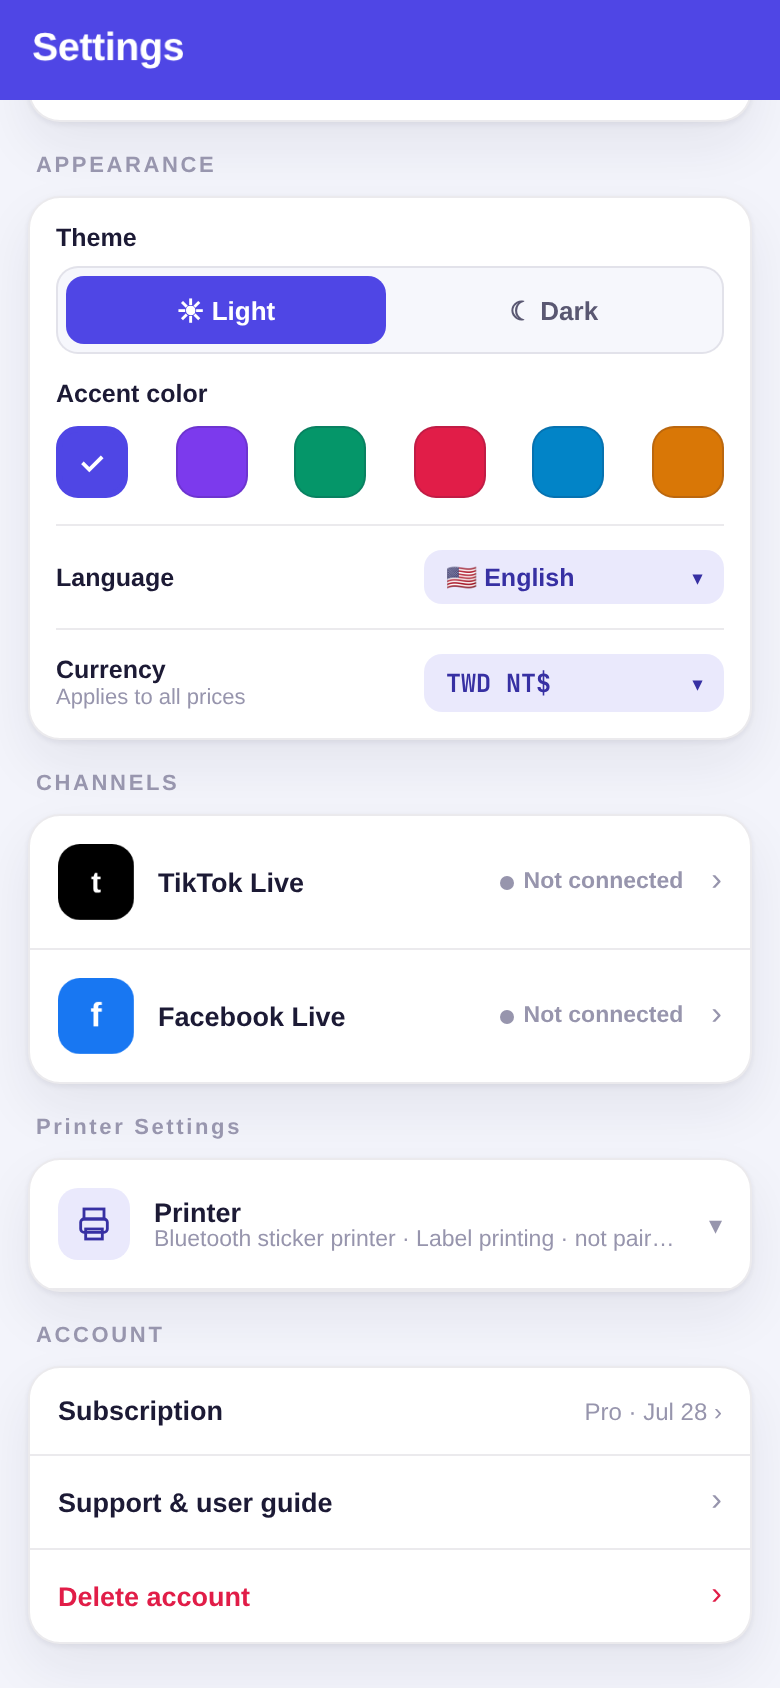 Settings
APPEARANCE
Theme
☀ Light
☾ Dark
Accent color
Language
🇺🇸 English ▾
Currency
Applies to all prices
TWD NT$ ▾
CHANNELS
t
TikTok Live
Not connected ›
f
Facebook Live
Not connected ›
Printer Settings
Printer
Bluetooth sticker printer · Label printing · not pair…
ACCOUNT
Subscription
Pro · Jul 28 ›
Support & user guide ›
Delete account ›